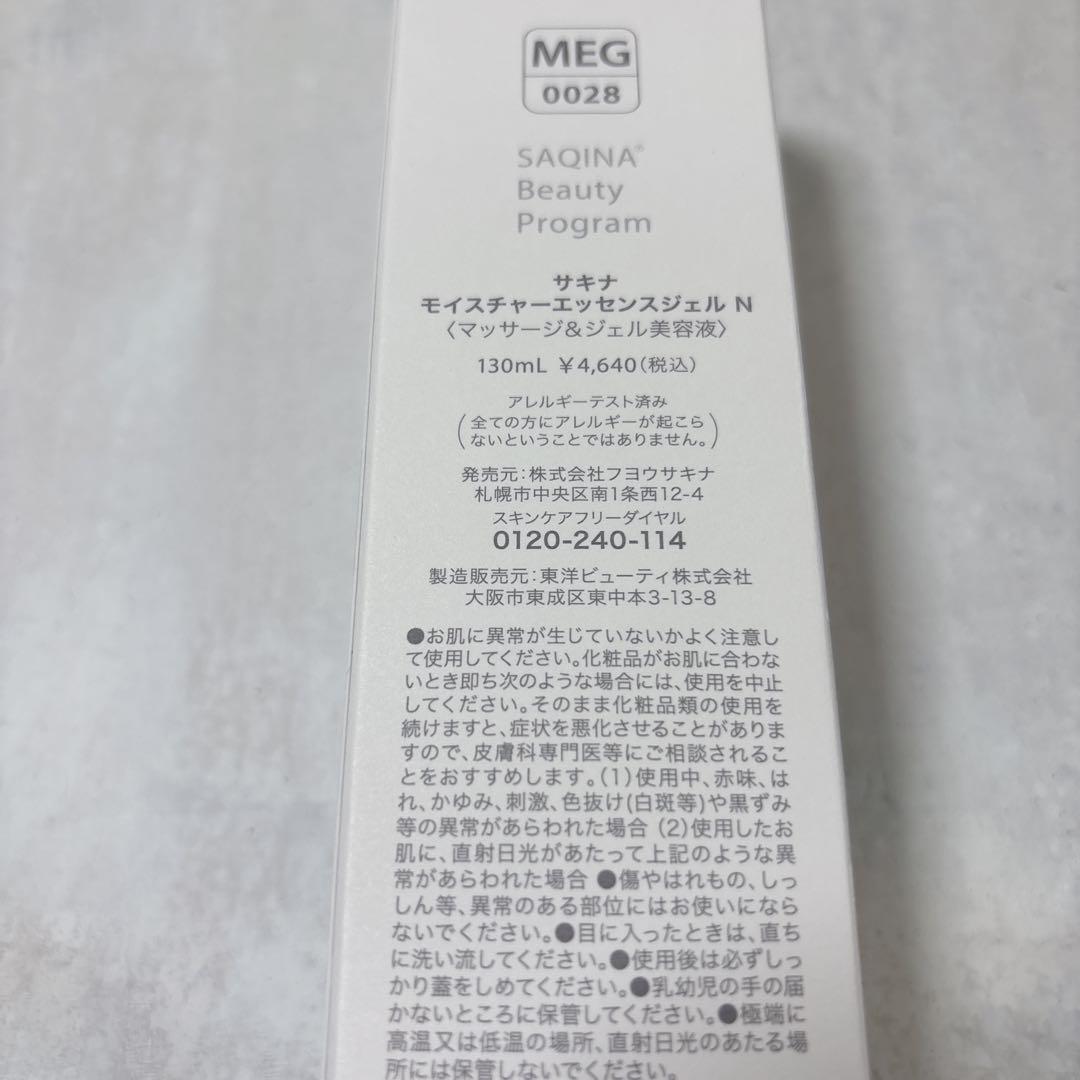 MEG
0028
SAQINA®
Beauty
Program
サキナ
モイスチャーエッセンスジェル N
〈マッサージ&ジェル美容液〉
130mL ¥4,640(税込)
アレルギーテスト済み
(全ての方にアレルギーが起こら
ないということではありません。)
発売元:株式会社フヨウサキナ
札幌市中央区南1条西12-4
スキンケアフリーダイヤル
0120-240-114
製造販売元:東洋ビューティ株式会社
大阪市東成区東中本3-13-8
●お肌に異常が生じていないかよく注意し
て使用してください。化粧品がお肌に合わな
いとき即ち次のような場合には、使用を中止
してください。そのまま化粧品類の使用を
続けますと、症状を悪化させることがありま
すので、皮膚科専門医等にご相談されるこ
とをおすすめします。(1)使用中、赤味、は
れ、かゆみ、刺激、色抜け(白斑等)や黒ずみ
等の異常があらわれた場合 (2)使用したお
肌に、直射日光があたって上記のような異
常があらわれた場合 ●傷やはれもの、しっ
しん等、異常のある部位にはお使いになら
ないでください。●目に入ったときは、直ち
に洗い流してください。●使用後は必ずしっ
かり蓋をしめてください。●乳幼児の手の届
かないところに保管してください。●極端に
高温又は低温の場所、直射日光のあたる場
所には保管しないでください。